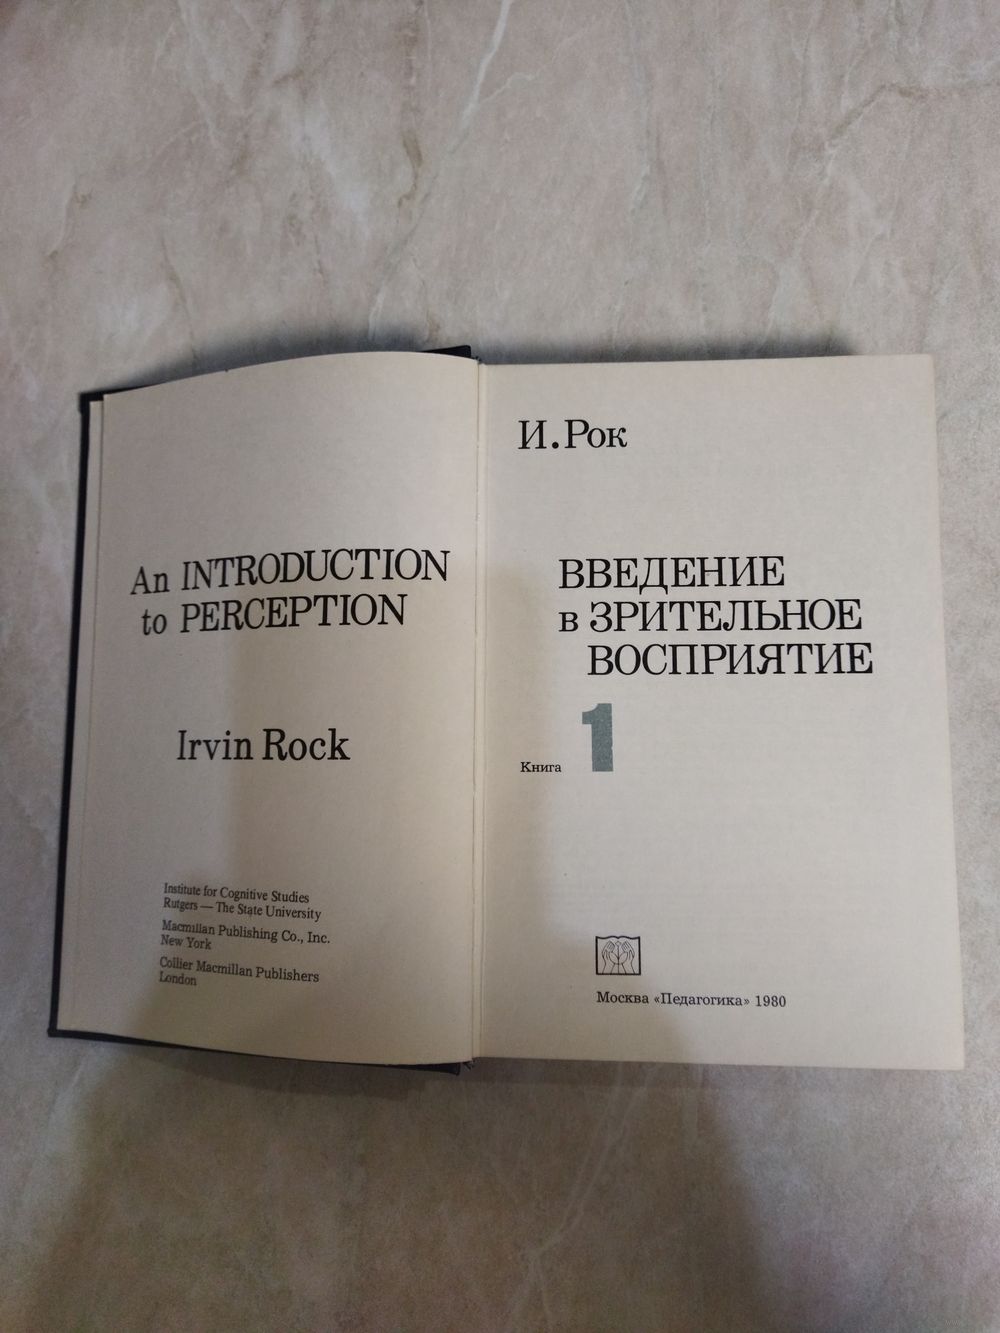 An INTRODUCTION
to PERCEPTION
Irvin Rock
Institute for Cognitive Studies
Rutgers — The State University
Macmillan Publishing Co., Inc.
New York
Collier Macmillan Publishers
London
И. Рок
ВВЕДЕНИЕ
в ЗРИТЕЛЬНОЕ
ВОСПРИЯТИЕ
Книга 1
Москва «Педагогика» 1980